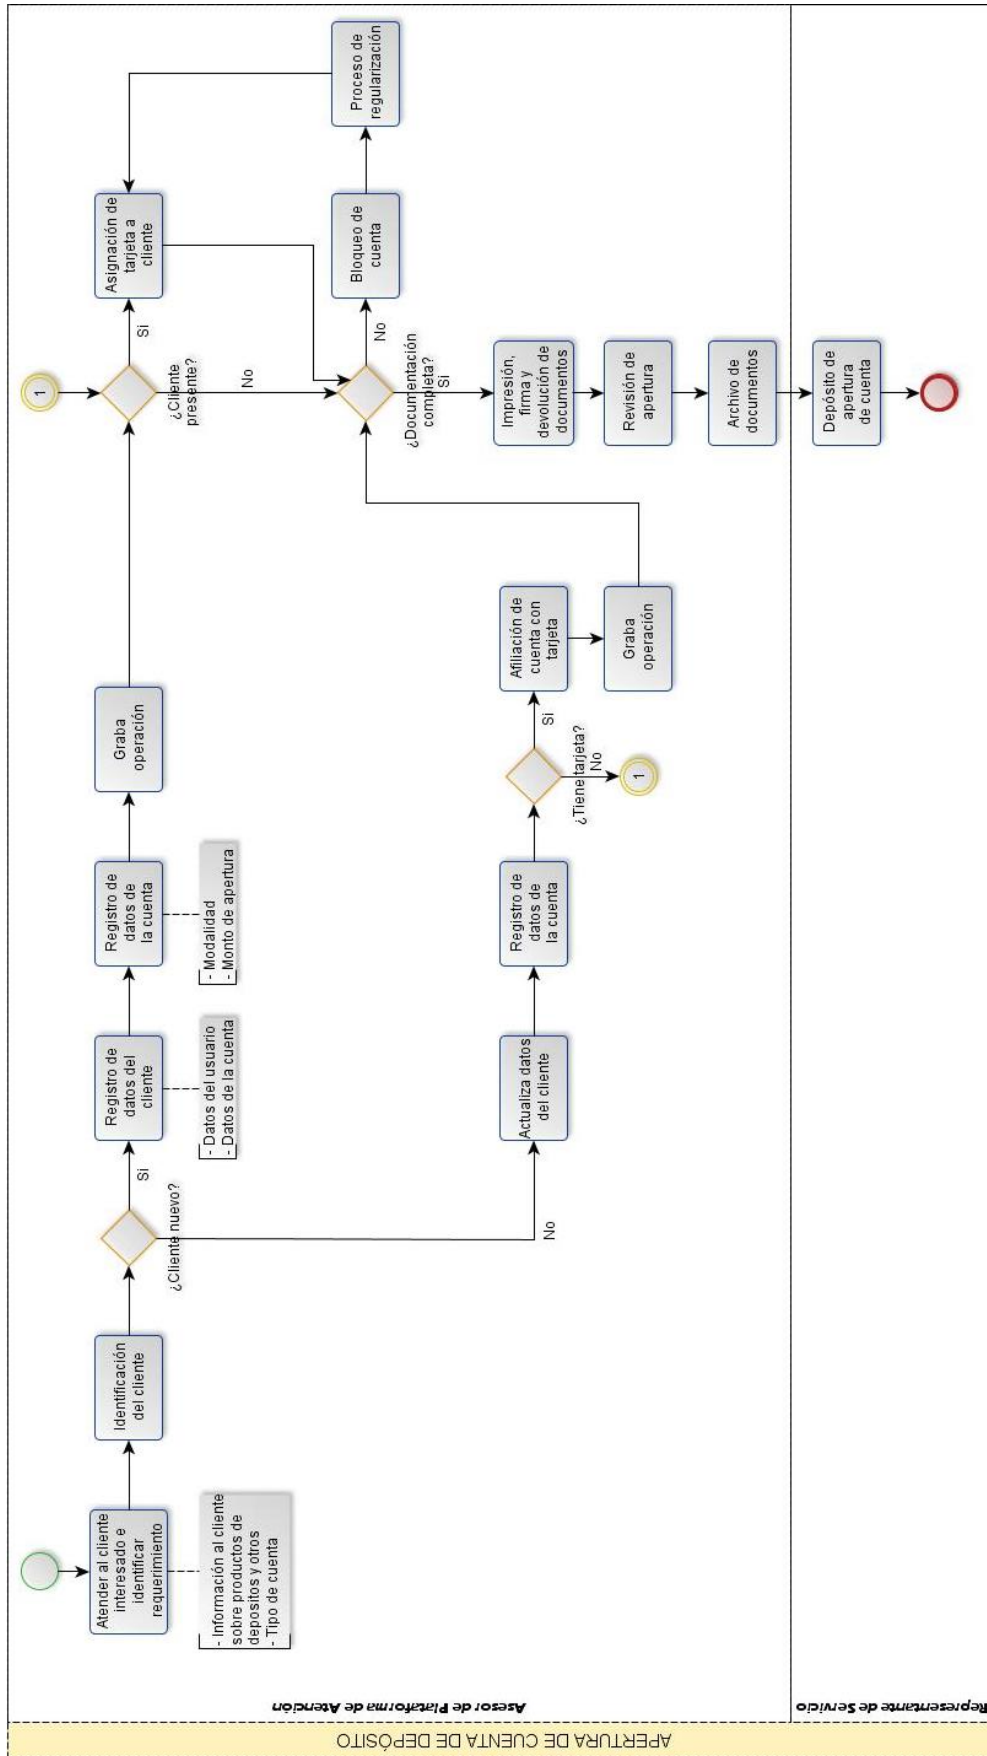 APERTURA DE CUENTA DE DEPÓSITO
Asesor de Plataforma de Atención
Representante de Servicio
Atender al cliente
interesado e
identificar
requerimiento
- Información al cliente
sobre productos de
depositos y otros
- Tipo de cuenta
Identificación
del cliente
¿Cliente nuevo?
Si
No
Registro de
datos del
cliente
- Datos del usuario
- Datos de la cuenta
Registro de
datos de
la cuenta
- Modalidad
- Monto de apertura
Graba
operación
1
¿Cliente
presente?
Si
No
Asignación de
tarjeta a
cliente
Actualiza datos
del cliente
Registro de
datos de
la cuenta
¿Tiene tarjeta?
Si
No
1
Afiliación de
cuenta con
tarjeta
Graba
operación
¿Documentación
completa?
Si
No
Bloqueo de
cuenta
Proceso de
regularización
Impresión,
firma y
devolución de
documentos
Revisión de
apertura
Archivo de
documentos
Depósito de
apertura
de cuenta